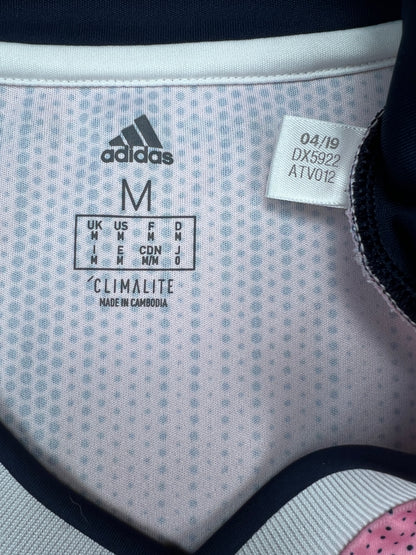 adidas
M
UK US F D
M M M M
I E CDN J
M M M/M O
CLIMALITE
MADE IN CAMBODIA
04/19
DX5922
ATV012